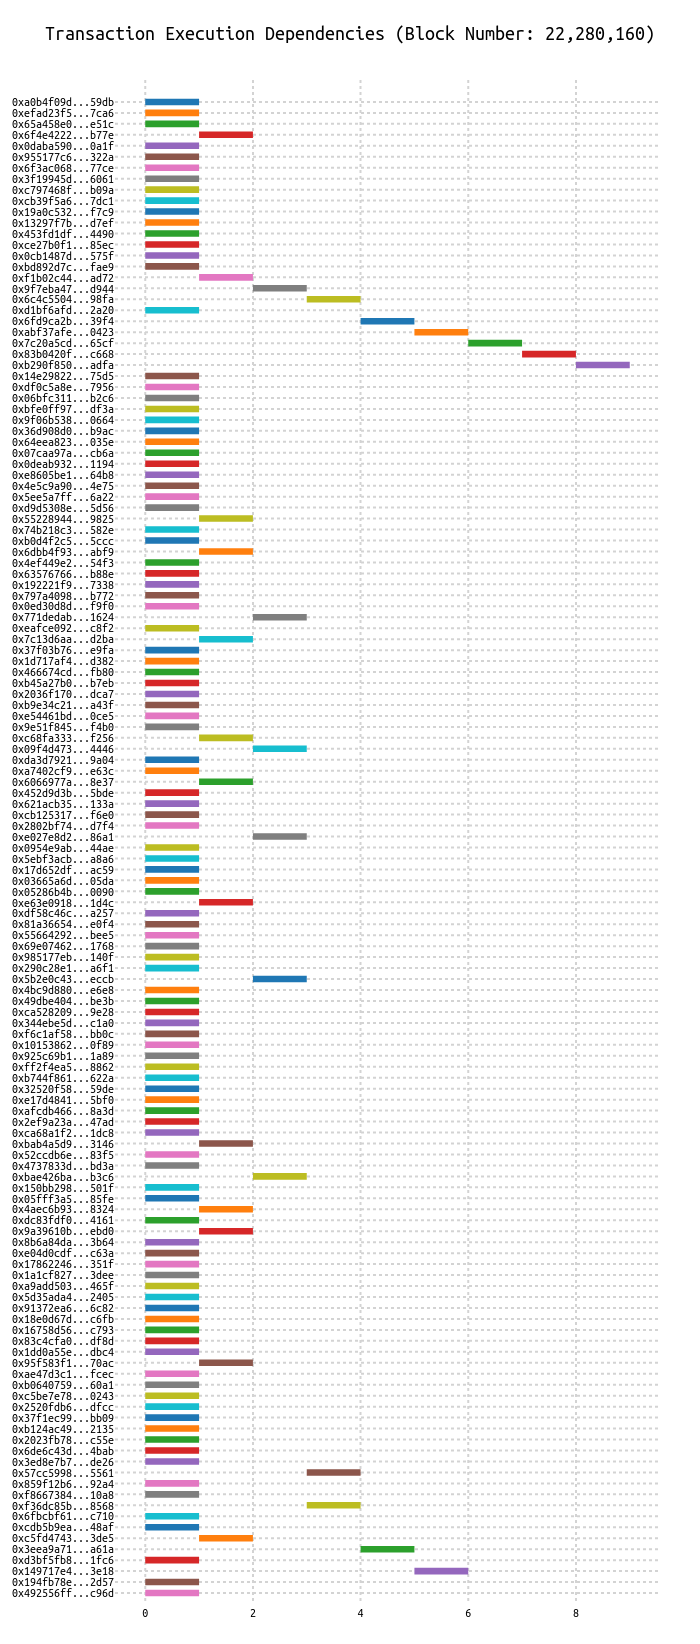 Transaction Execution Dependencies (Block Number: 22,280,160)
0xa0b4f09d...59db
0xefad23f5...7ca6
0x65a458e0...e51c
0x6f4e4222...b77e
0x0daba590...0a1f
0x955177c6...322a
0x6f3ac068...77ce
0x3f19945d...6061
0xc797468f...b09a
0xcb39f5a6...7dc1
0x19a0c532...f7c9
0x13297f7b...d7ef
0x453fd1df...4490
0xce27b0f1...85ec
0x0cb1487d...575f
0xbd892d7c...fae9
0xf1b02c44...ad72
0x9f7eba47...d944
0x6c4c5504...98fa
0xd1bf6afd...2a20
0x6fd9ca2b...39f4
0xabf37afe...0423
0x7c20a5cd...65cf
0x83b0420f...c668
0xb290f850...adfa
0x14e29822...75d5
0xdf0c5a8e...7956
0x06bfc311...b2c6
0xbfe0ff97...df3a
0x9f06b538...0664
0x36d908d0...b9ac
0x64eea823...035e
0x07caa97a...cb6a
0x0deab932...1194
0xe8605be1...64b8
0x4e5c9a90...4e75
0x5ee5a7ff...6a22
0xd9d5308e...5d56
0x55228944...9825
0x74b218c3...582e
0xb0d4f2c5...5ccc
0x6dbb4f93...abf9
0x4ef449e2...54f3
0x63576766...b88e
0x192221f9...7338
0x797a4098...b772
0x0ed30d8d...f9f0
0x771dedab...1624
0xeafce092...c8f2
0x7c13d6aa...d2ba
0x37f03b76...e9fa
0x1d717af4...d382
0x466674cd...fb80
0xb45a27b0...b7eb
0x2036f170...dca7
0xb9e34c21...a43f
0xe54461bd...0ce5
0x9e51f845...f4b0
0xc68fa333...f256
0x09f4d473...4446
0xda3d7921...9a04
0xa7402cf9...e63c
0x6066977a...8e37
0x452d9d3b...5bde
0x621acb35...133a
0xcb125317...f6e0
0x2802bf74...d7f4
0xe027e8d2...86a1
0x0954e9ab...44ae
0x5ebf3acb...a8a6
0x17d652df...ac59
0x03665a6d...05da
0x05286b4b...0090
0xe63e0918...1d4c
0xdf58c46c...a257
0x81a36654...e0f4
0x55664292...bee5
0x69e07462...1768
0x985177eb...140f
0x290c28e1...a6f1
0x5b2e0c43...eccb
0x4bc9d880...e6e8
0x49dbe404...be3b
0xca528209...9e28
0x344ebe5d...c1a0
0xf6c1af58...bb0c
0x10153862...0f89
0x925c69b1...1a89
0xff2f4ea5...8862
0xb744f861...622a
0x32520f58...59de
0xe17d4841...5bf0
0xafcdb466...8a3d
0x2ef9a23a...47ad
0xca68a1f2...1dc8
0xbab4a5d9...3146
0x52ccdb6e...83f5
0x4737833d...bd3a
0xbae426ba...b3c6
0x150bb298...501f
0x05fff3a5...85fe
0x4aec6b93...8324
0xdc83fdf0...4161
0x9a39610b...ebd0
0x8b6a84da...3b64
0xe04d0cdf...c63a
0x17862246...351f
0x1a1cf827...3dee
0xa9add503...465f
0x5d35ada4...2405
0x91372ea6...6c82
0x18e0d67d...c6fb
0x16758d56...c793
0x83c4cfa0...df8d
0x1dd0a55e...dbc4
0x95f583f1...70ac
0xae47d3c1...fcec
0xb0640759...60a1
0xc5be7e78...0243
0x2520fdb6...dfcc
0x37f1ec99...bb09
0xb124ac49...2135
0x2023fb78...c55e
0x6de6c43d...4bab
0x3ed8e7b7...de26
0x57cc5998...5561
0x859f12b6...92a4
0xf8667384...10a8
0xf36dc85b...8568
0x6fbcbf61...c710
0xcdb5b9ea...48af
0xc5fd4743...3de5
0x3eea9a71...a61a
0xd3bf5fb8...1fc6
0x149717e4...3e18
0x194fb78e...2d57
0x492556ff...c96d
0 2 4 6 8